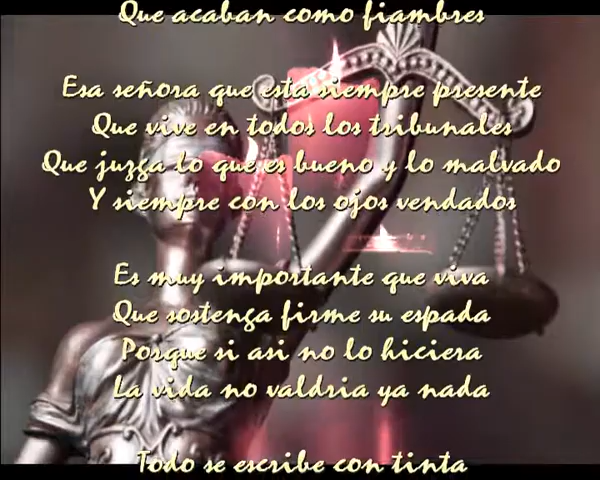 Que acaban como fiambres
Esa señora que esta siempre presente
Que vive en todos los tribunales
Que juzga lo que es bueno y lo malvado
Y siempre con los ojos vendados
Es muy importante que viva
Que sostenga firme su espada
Porque si asi no lo hiciera
La vida no valdria ya nada
Todo se escribe con tinta